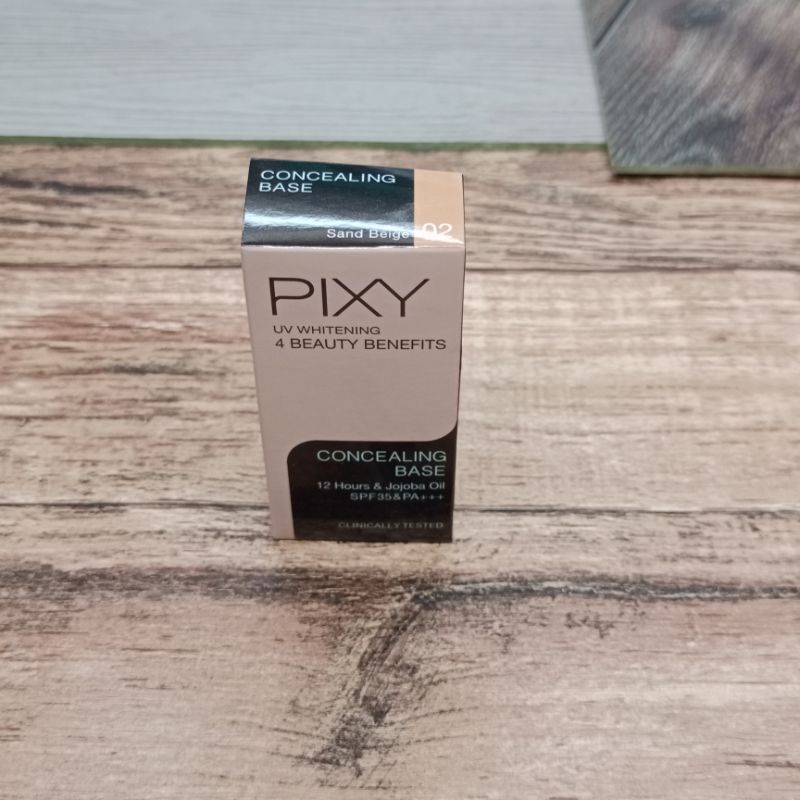 CONCEALING
BASE
Sand Beige 02
PIXY
UV WHITENING
4 BEAUTY BENEFITS
CONCEALING
BASE
12 Hours & Jojoba Oil
SPF35&PA+++
CLINICALLY TESTED